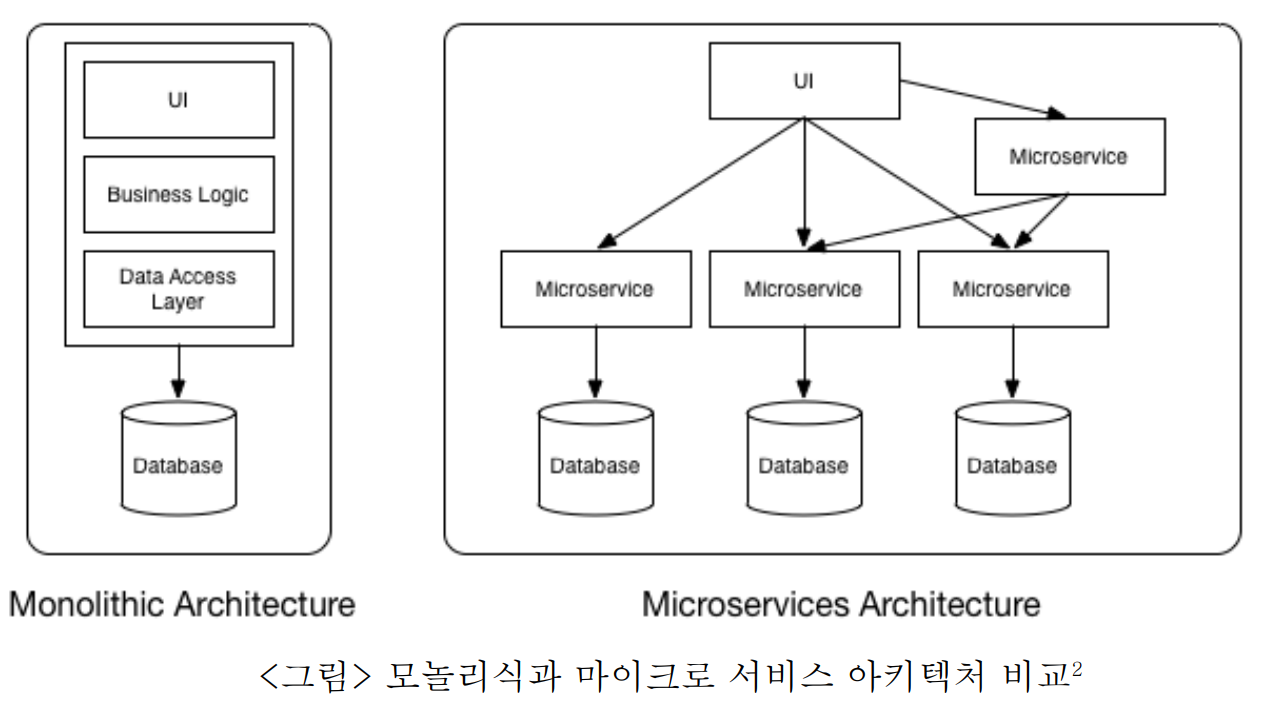 UI
Business Logic
Data Access
Layer
Database
Monolithic Architecture
UI
Microservice
Microservice
Microservice
Microservice
Database
Database
Database
Microservices Architecture
<그림> 모놀리식과 마이크로 서비스 아키텍처 비교2